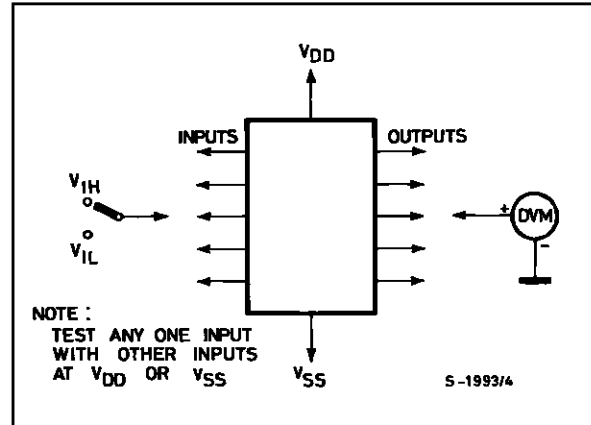 VDD
INPUTS OUTPUTS
VIH
+ DVM
VIL
-
NOTE :
TEST ANY ONE INPUT
WITH OTHER INPUTS
AT VDD OR VSS
VSS
S-1993/4